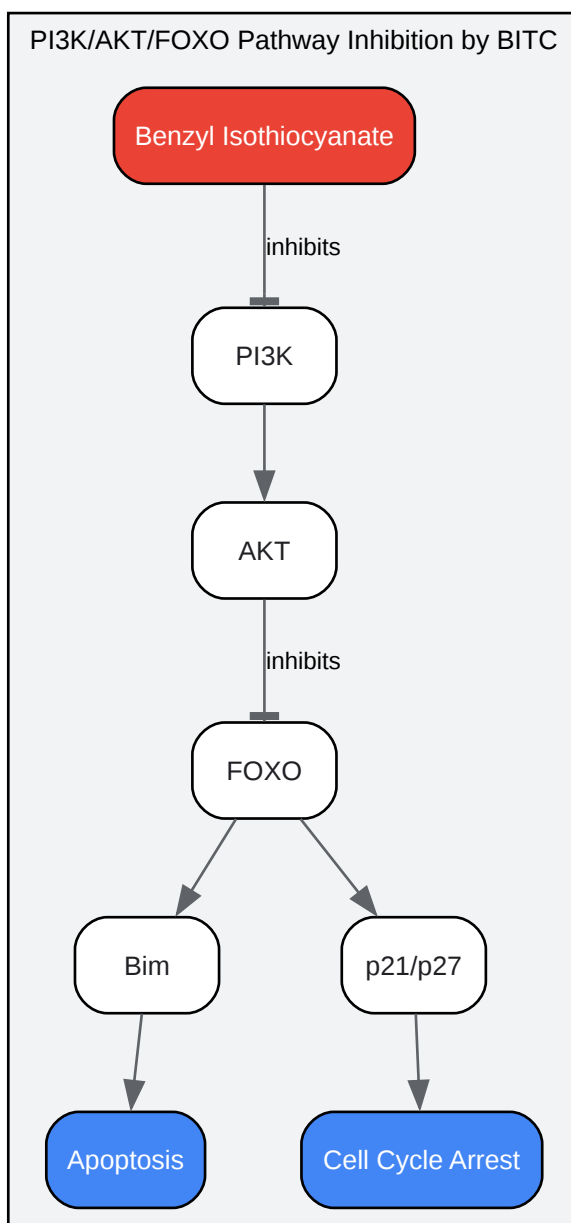 PI3K/AKT/FOXO Pathway Inhibition by BITC
Benzyl Isothiocyanate
inhibits
PI3K
AKT
inhibits
FOXO
Bim
p21/p27
Apoptosis
Cell Cycle Arrest